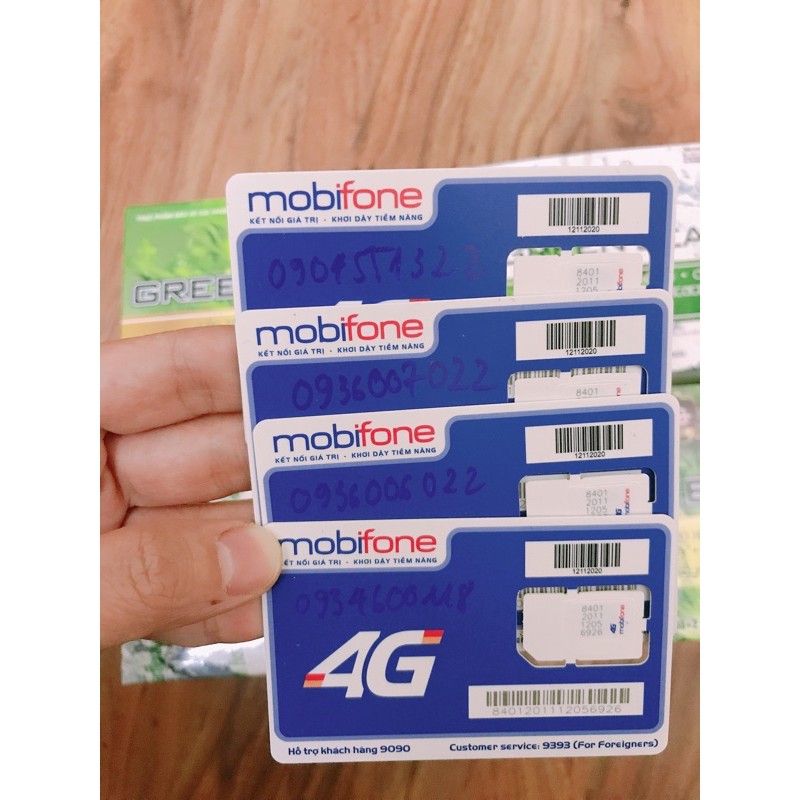 GREE
mobifone
KẾT NỐI GIÁ TRỊ - KHƠI DẬY TIỀM NĂNG
12112020
8401
2011
1205
mobifone
KẾT NỐI GIÁ TRỊ - KHƠI DẬY TIỀM NĂNG
12112020
0936007022
8401
mobifone
KẾT NỐI GIÁ TRỊ - KHƠI DẬY TIỀM NĂNG
12112020
0936006022
8401
2011
1205
mobifone
mobifone
ẾT NỐI GIÁ TRỊ - KHƠI DẬY TIỀM NĂNG
12112020
8401
2011
1205
6926
4G
mobifone
4G
8401201112056926
Hỗ trợ khách hàng 9090
Customer service: 9393 (For Foreigners)